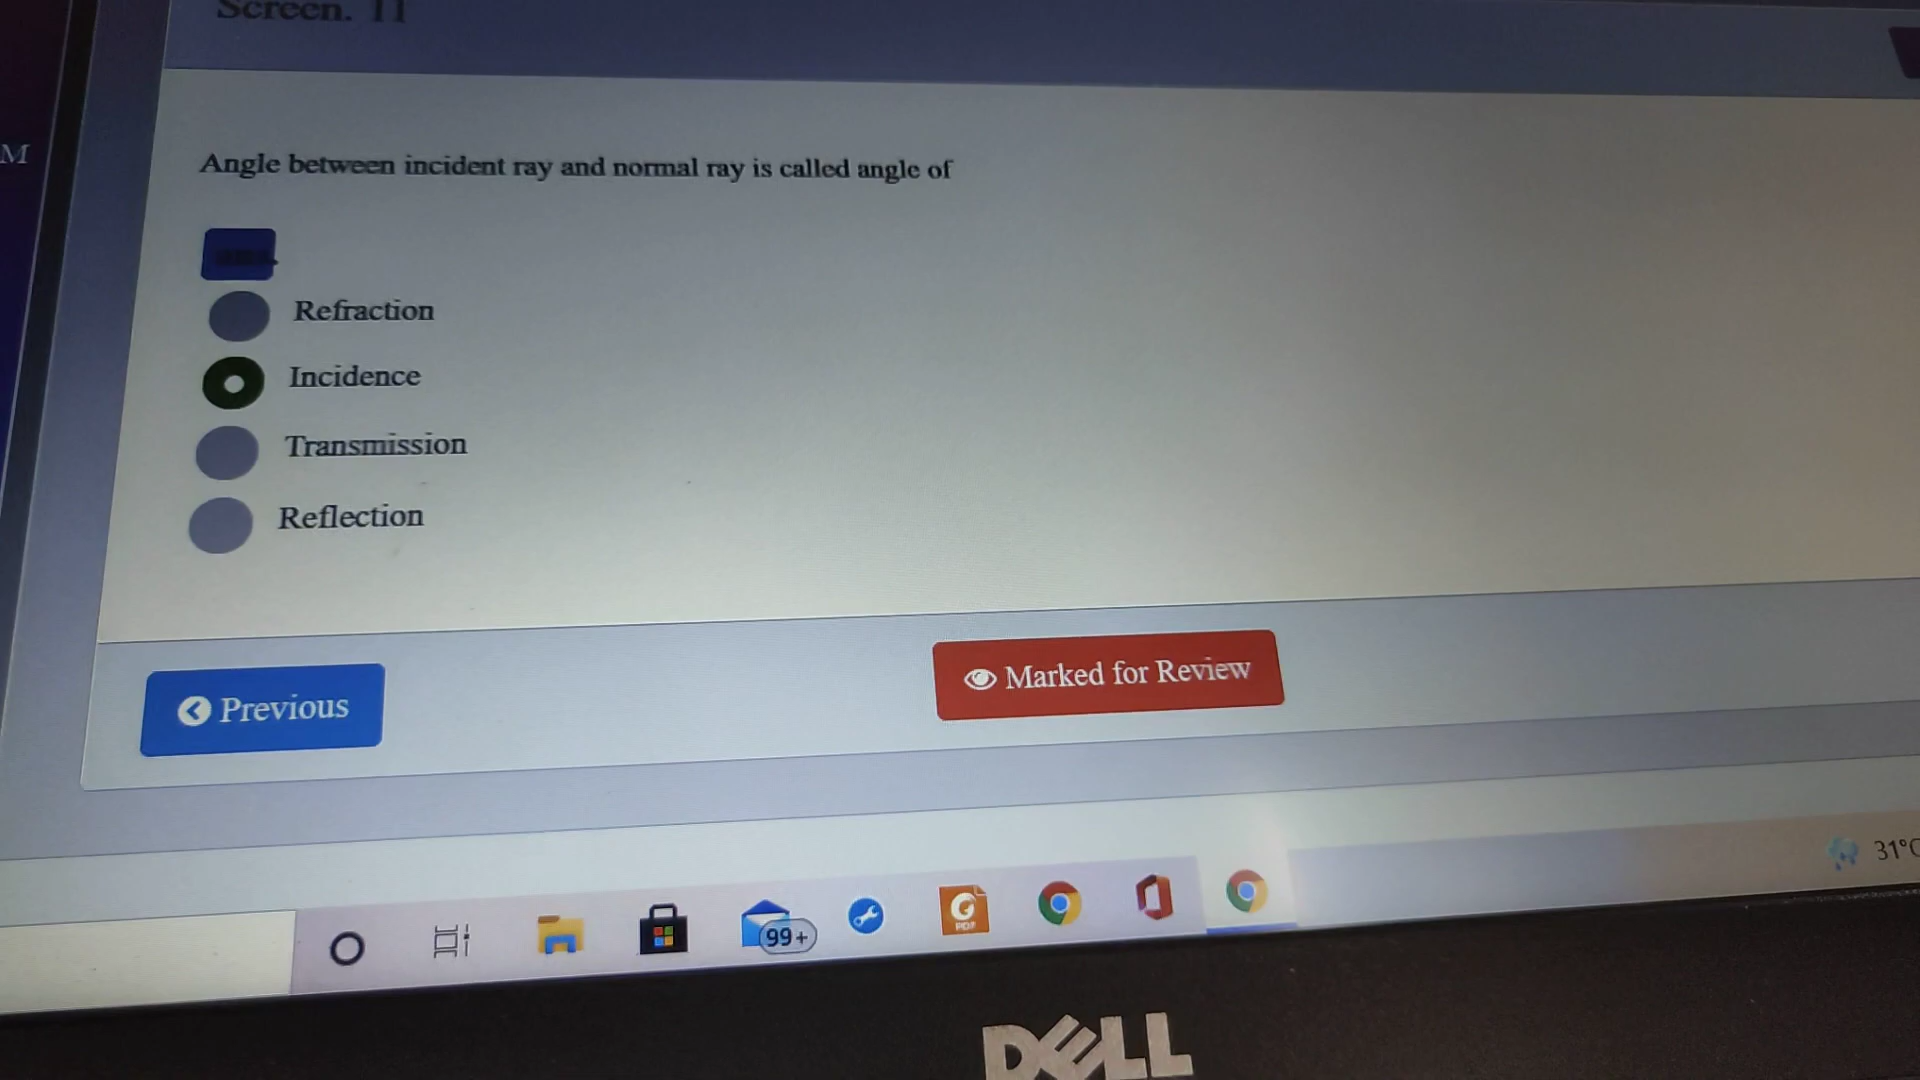 Screen. 11
M
Angle between incident ray and normal ray is called angle of
Refraction
Incidence
Transmission
Reflection
Previous
Marked for Review
99+
G
PDF
31°C
DELL